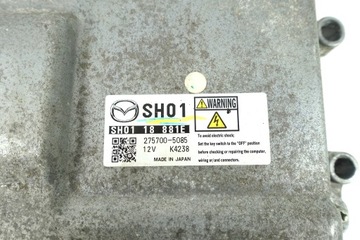 SH01
SH01 18 881E
275700-5085
12V K4238
MADE IN JAPAN
WARNING
To avoid electric shock;
Set the key switch to the "OFF" position
before checking or repairing the computer,
wiring or/and connectors.